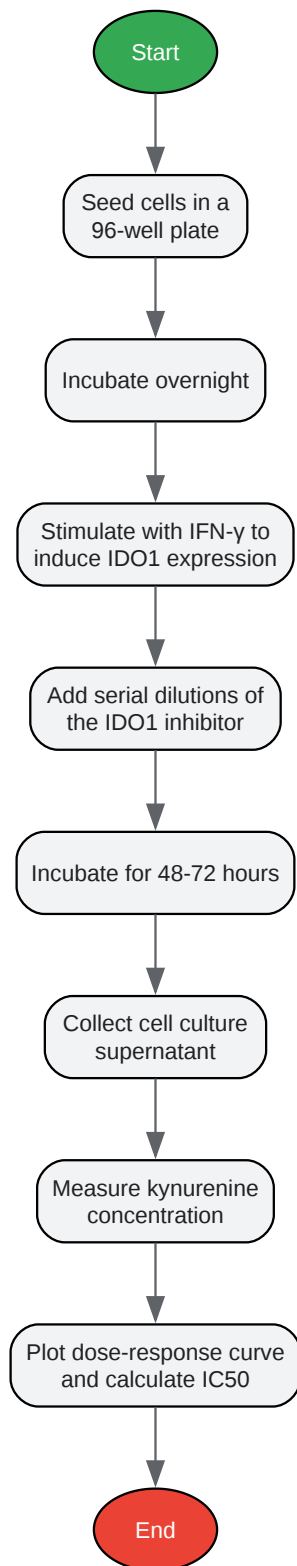 Start
Seed cells in a
96-well plate
Incubate overnight
Stimulate with IFN-γ to
induce IDO1 expression
Add serial dilutions of
the IDO1 inhibitor
Incubate for 48-72 hours
Collect cell culture
supernatant
Measure kynurenine
concentration
Plot dose-response curve
and calculate IC50
End